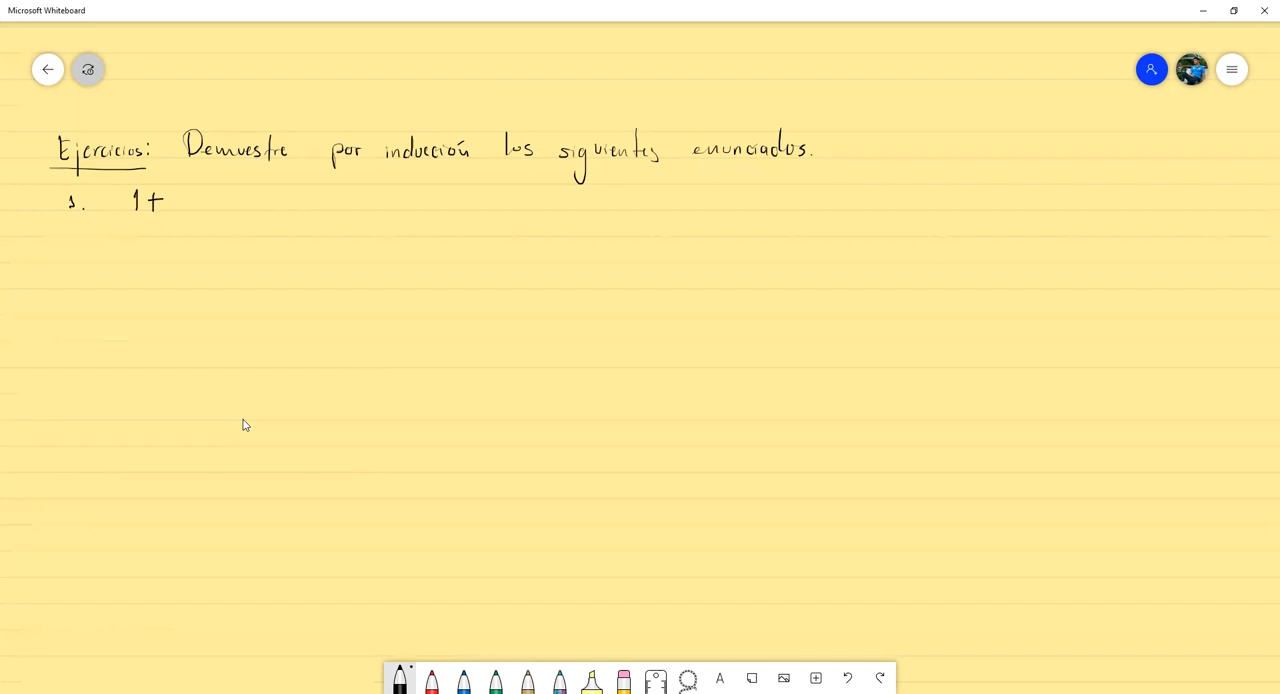 Microsoft Whiteboard
Ejercicios: Demuestre por inducción los siguientes enunciados.
1. 1+